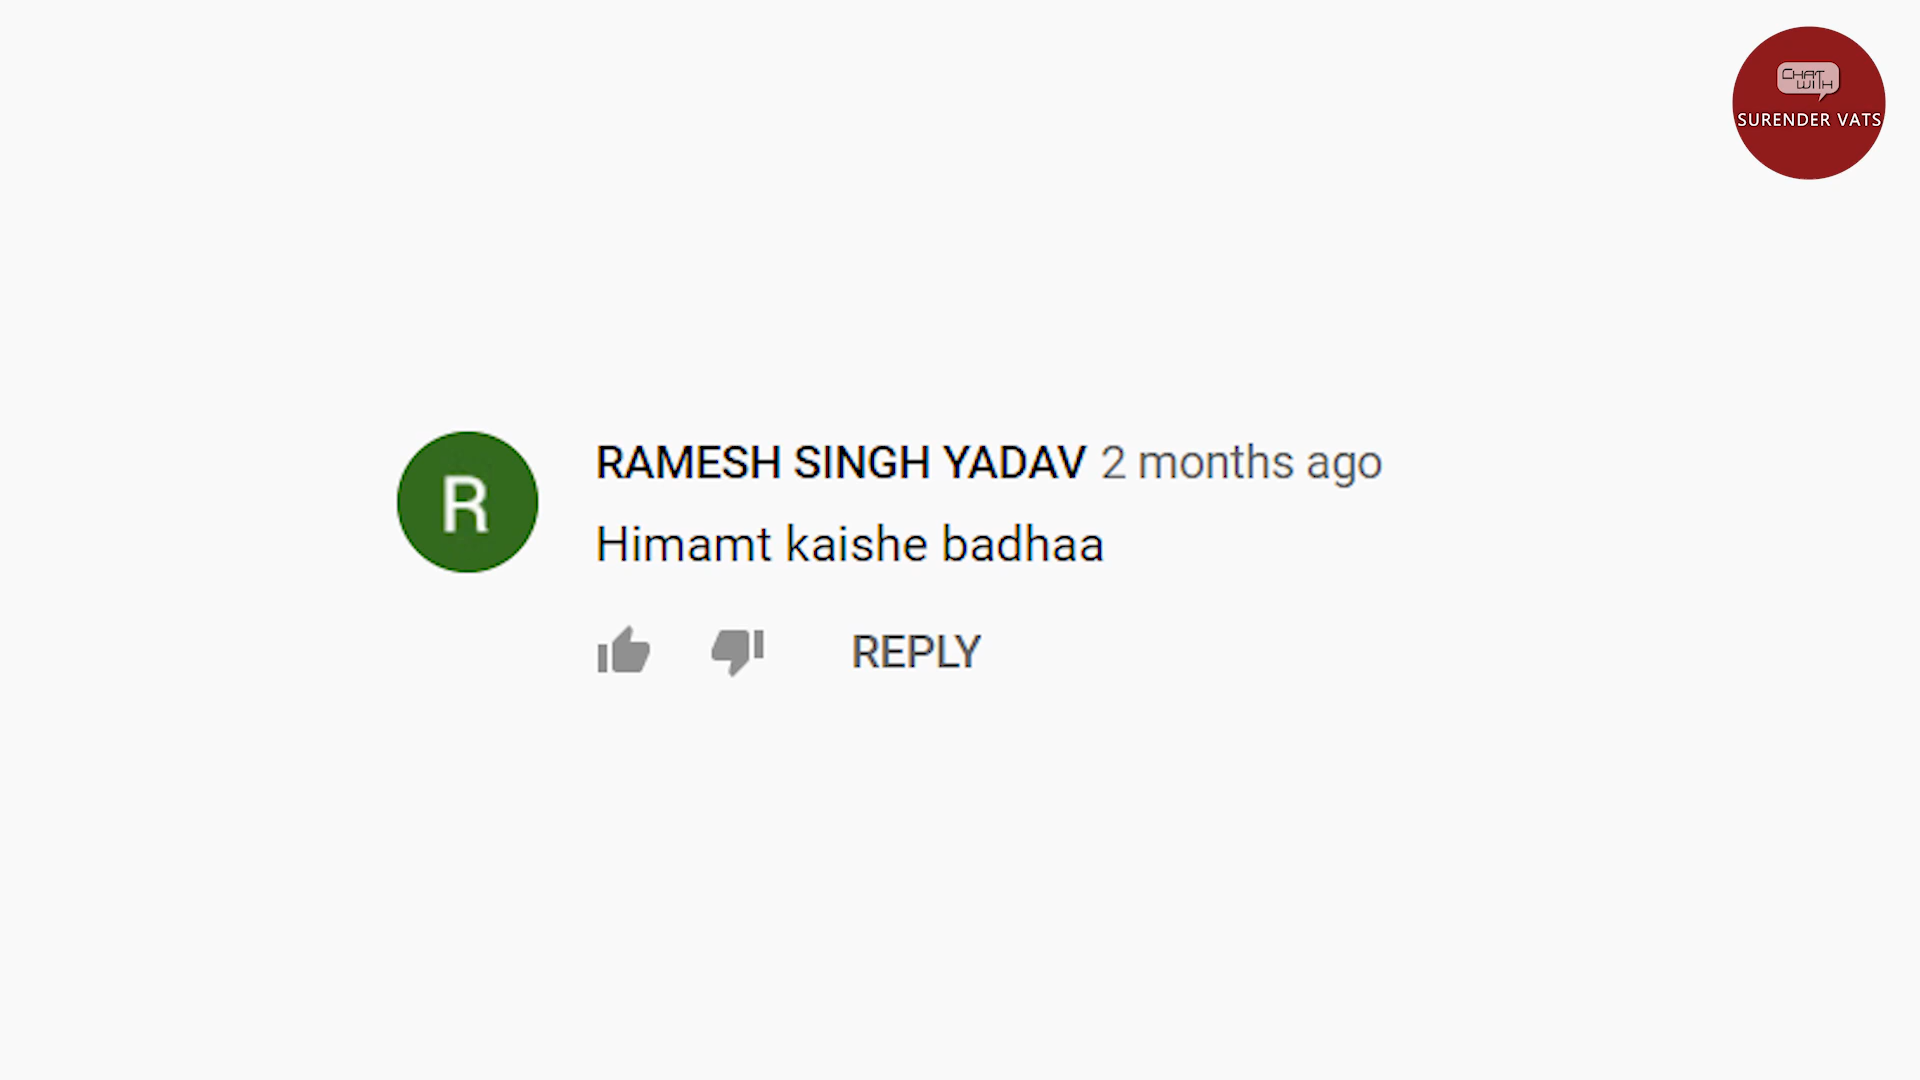 CHAT
WITH
SURENDER VATS
RAMESH SINGH YADAV 2 months ago
Himamt kaishe badhaa
REPLY
R